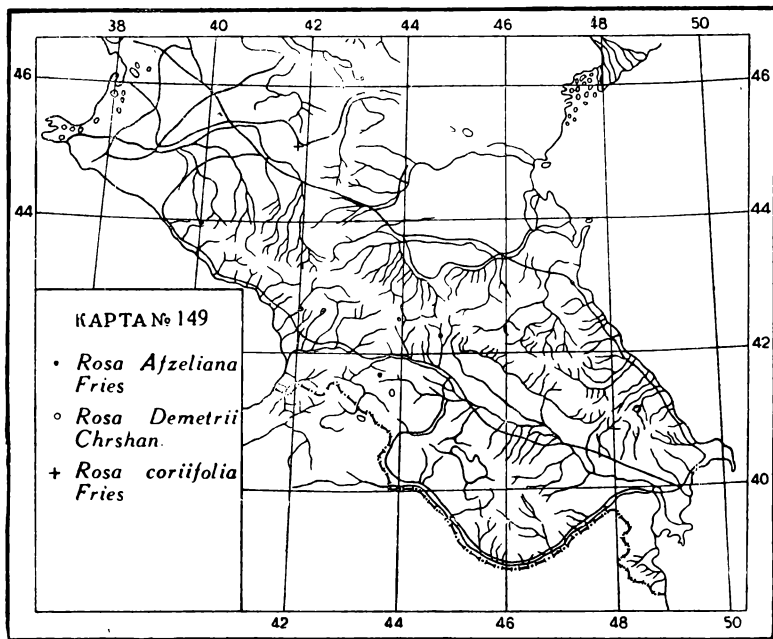 38 40 42 44 46 48 50
46 46
44 44
42 42
40 40
КАРТА № 149
• Rosa Afzeliana
Fries
○ Rosa Demetrii
Chrshan.
+ Rosa coriifolia
Fries
42 44 46 48 50